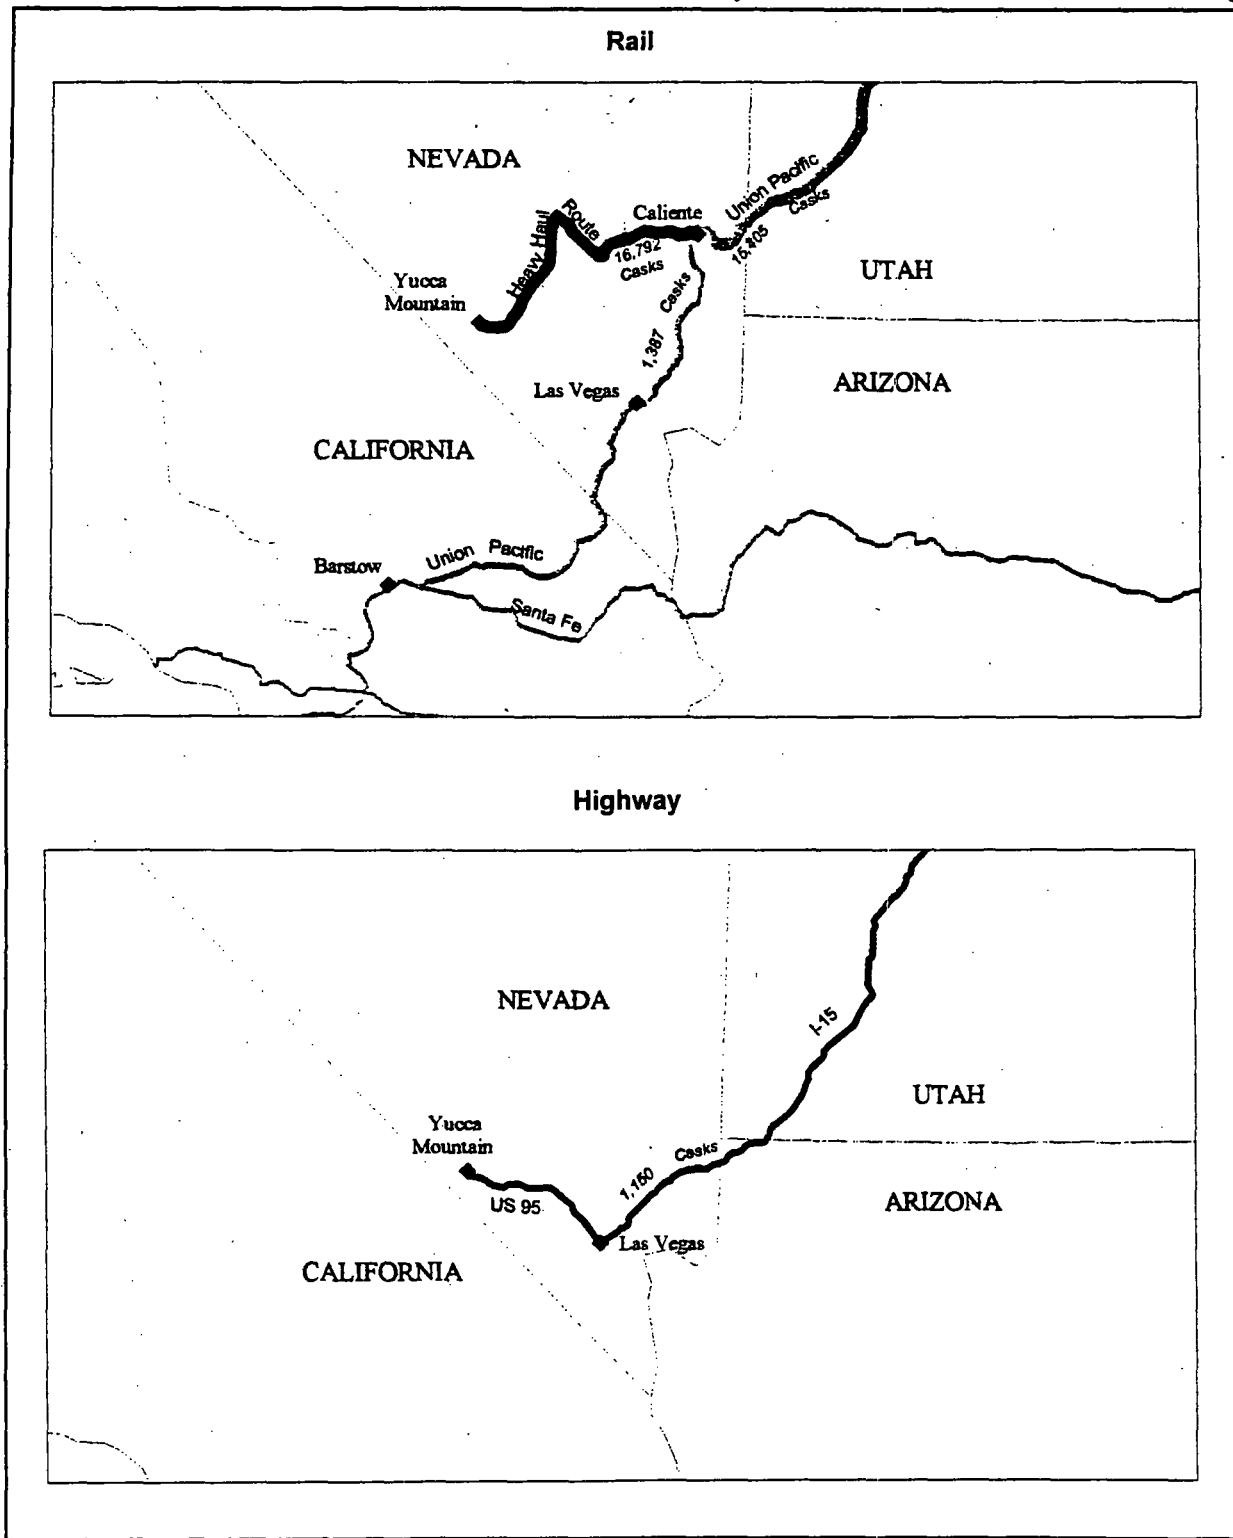 Rail
NEVADA
Union Pacific
15,405 Casks
Heavy Haul Route
Caliente
16,792
Casks
UTAH
Yucca
Mountain
1,387 Casks
ARIZONA
Las Vegas
CALIFORNIA
Barstow
Union Pacific
Santa Fe
Highway
NEVADA
I-15
UTAH
Yucca
Mountain
1,150 Casks
US 95
ARIZONA
Las Vegas
CALIFORNIA